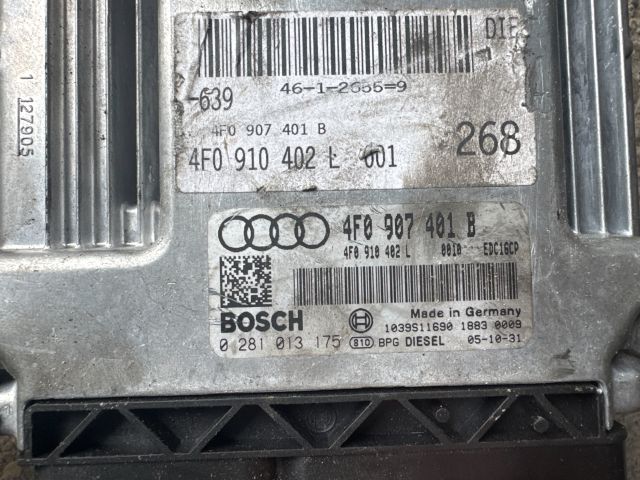 1 127905
DIE
46-1-2655=9
-639
4F0 907 401 B
4F0 910 402 L 001
268
4F0 907 401 B
4F0 910 402 L 0010 EDC16CP
BOSCH
Made in Germany
1039S11690 1883 0009
0 281 013 175 810 BPG DIESEL 05-10-31